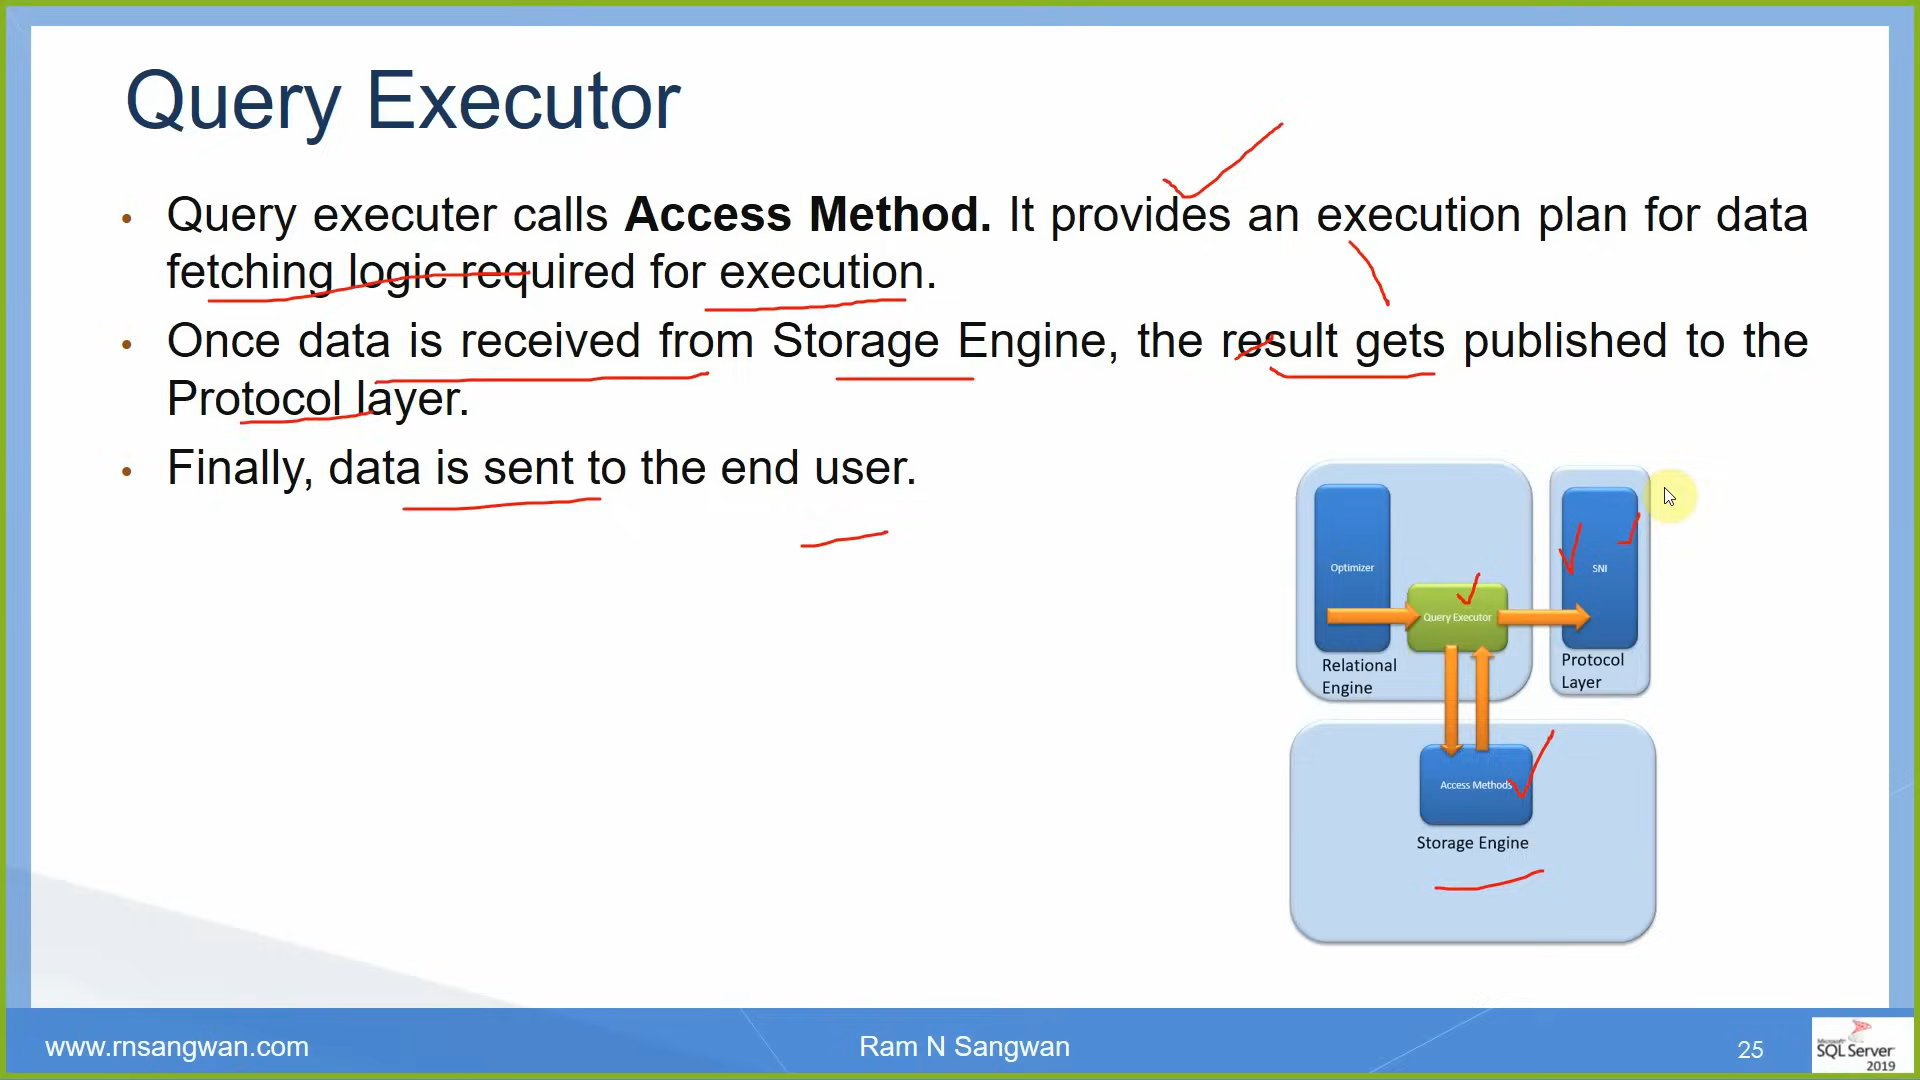 Query Executor
• Query executer calls Access Method. It provides an execution plan for data
fetching logic required for execution.
• Once data is received from Storage Engine, the result gets published to the
Protocol layer.
• Finally, data is sent to the end user.
Optimizer
Query Executor
SNI
Relational
Engine
Protocol
Layer
Access Methods
Storage Engine
www.rnsangwan.com
Ram N Sangwan
25
Microsoft
SQL Server
2019